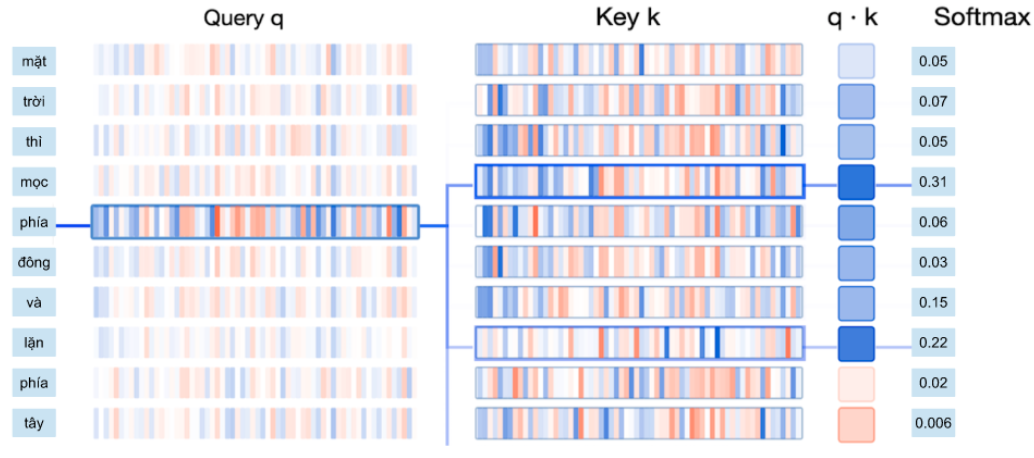 Query q Key k q · k Softmax
mặt 0.05
trời 0.07
thì 0.05
mọc 0.31
phía 0.06
đông 0.03
và 0.15
lặn 0.22
phía 0.02
tây 0.006